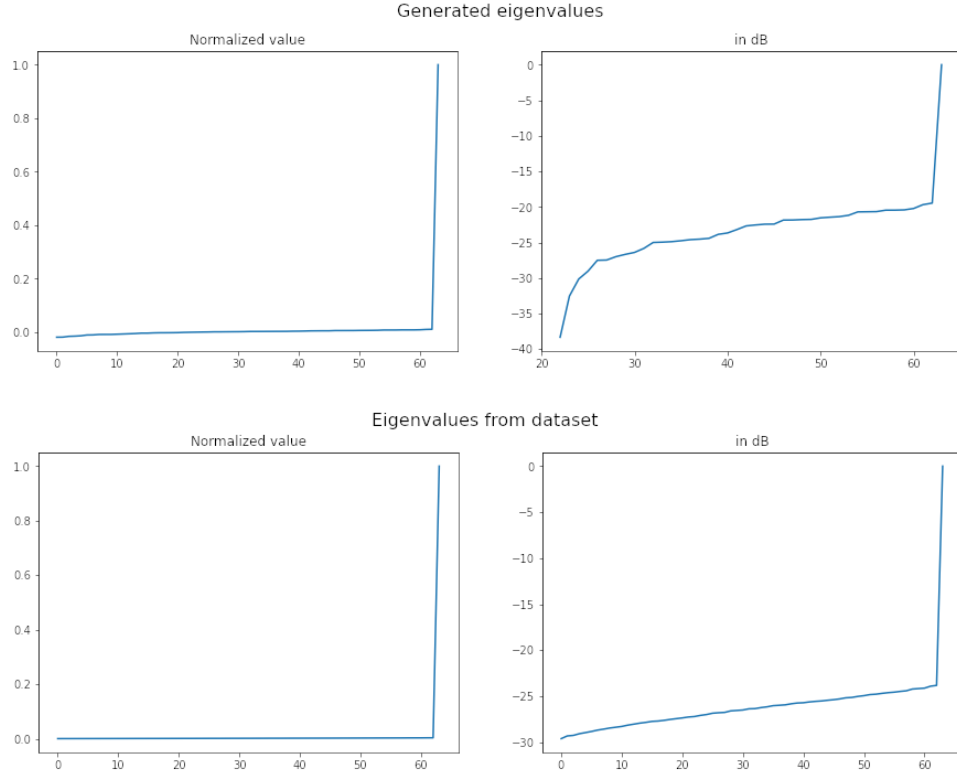 Generated eigenvalues
Normalized value
in dB
1.0
0.8
0.6
0.4
0.2
0.0
0 10 20 30 40 50 60
0
−5
−10
−15
−20
−25
−30
−35
−40
20 30 40 50 60
Eigenvalues from dataset
Normalized value
in dB
1.0
0.8
0.6
0.4
0.2
0.0
0 10 20 30 40 50 60
0
−5
−10
−15
−20
−25
−30
0 10 20 30 40 50 60